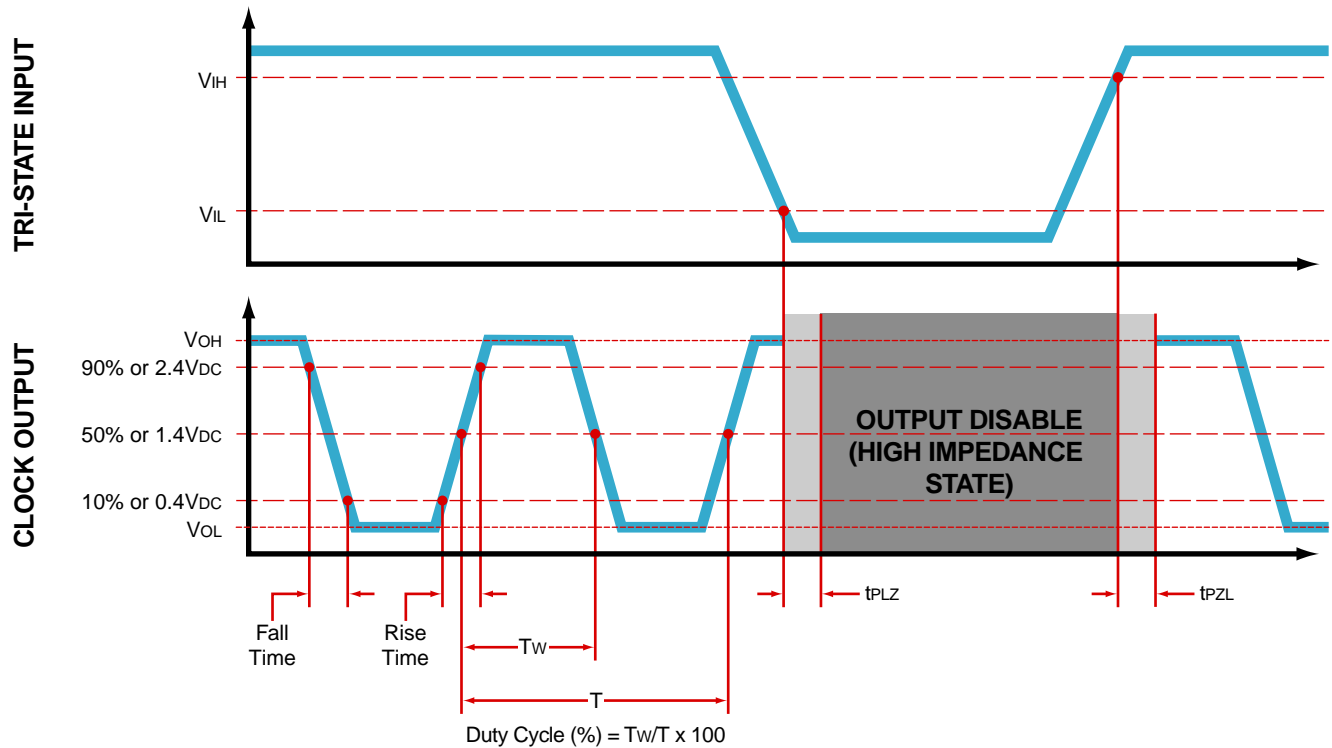 TRI-STATE INPUT
VIH
VIL
CLOCK OUTPUT
VOH
90% or 2.4VDC
50% or 1.4VDC
10% or 0.4VDC
VOL
OUTPUT DISABLE
(HIGH IMPEDANCE
STATE)
tPLZ
tPZL
Fall
Time
Rise
Time
TW
T
Duty Cycle (%) = TW/T x 100